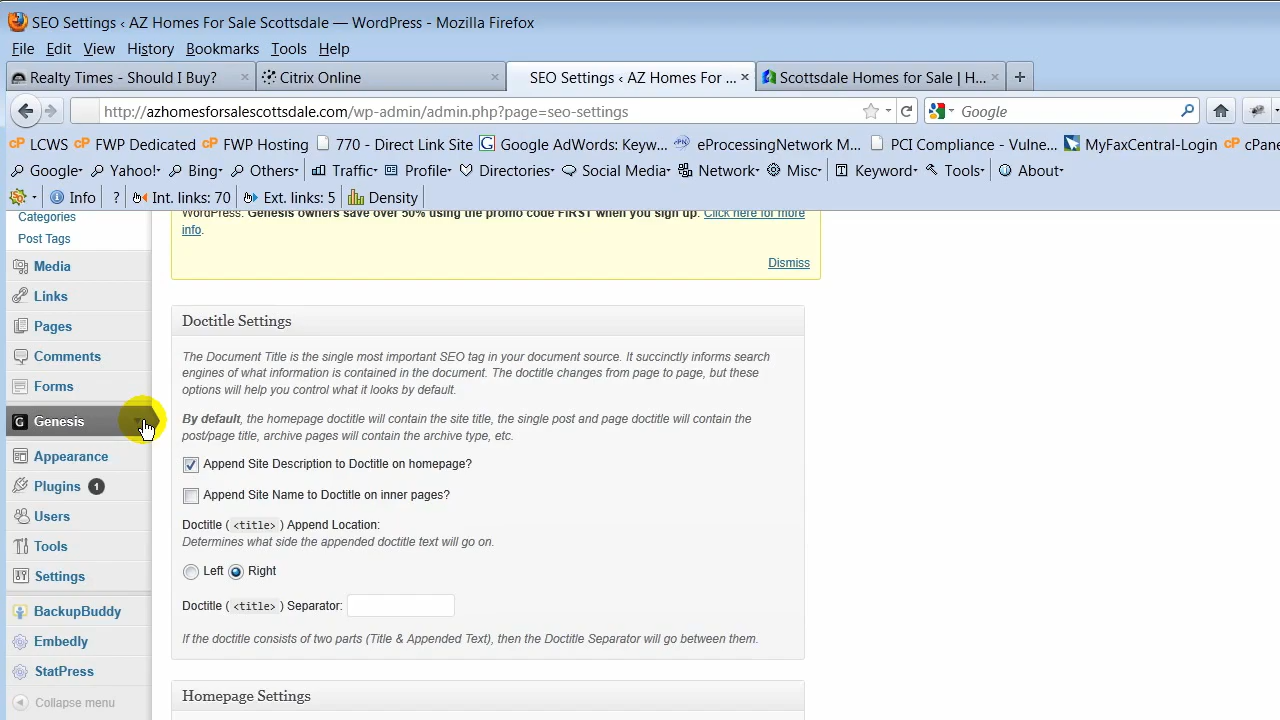 SEO Settings ‹ AZ Homes For Sale Scottsdale — WordPress - Mozilla Firefox
File Edit View History Bookmarks Tools Help
Realty Times - Should I Buy? × Citrix Online × SEO Settings ‹ AZ Homes For ... × Scottsdale Homes for Sale | H... × +
http://azhomesforsalescottsdale.com/wp-admin/admin.php?page=seo-settings Google
cP LCWS cP FWP Dedicated cP FWP Hosting 770 - Direct Link Site Google AdWords: Keyw... ePN eProcessingNetwork M... PCI Compliance - Vulne... MyFaxCentral-Login cP cPane
Google Yahoo! Bing Others Traffic Profile Directories Social Media Network Misc Keyword Tools About
Info ? Int. links: 70 Ext. links: 5 Density
Categories
Post Tags
Media
Links
Pages
Comments
Forms
G Genesis
Appearance
Plugins 1
Users
Tools
Settings
BackupBuddy
Embedly
StatPress
Collapse menu
WordPress. Genesis owners save over 50% using the promo code FIRST when you sign up. Click here for more
info.
Dismiss
Doctitle Settings
The Document Title is the single most important SEO tag in your document source. It succinctly informs search
engines of what information is contained in the document. The doctitle changes from page to page, but these
options will help you control what it looks by default.
By default, the homepage doctitle will contain the site title, the single post and page doctitle will contain the
post/page title, archive pages will contain the archive type, etc.
Append Site Description to Doctitle on homepage?
Append Site Name to Doctitle on inner pages?
Doctitle ( <title> ) Append Location:
Determines what side the appended doctitle text will go on.
Left Right
Doctitle ( <title> ) Separator:
If the doctitle consists of two parts (Title & Appended Text), then the Doctitle Separator will go between them.
Homepage Settings